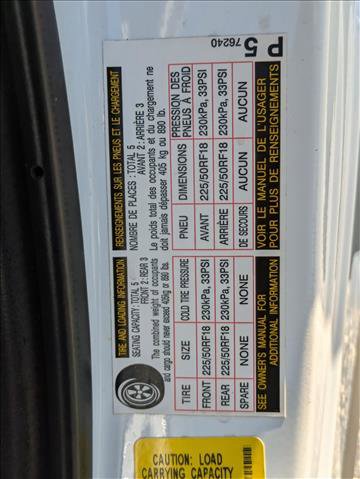 TIRE AND LOADING INFORMATION
SEATING CAPACITY: TOTAL 5
FRONT 2: REAR 3
The combined weight of occupants
and cargo should never exceed 405kg or 890 lbs.
TIRE SIZE COLD TIRE PRESSURE
FRONT 225/50RF18 230kPa, 33PSI
REAR 225/50RF18 230kPa, 33PSI
SPARE NONE NONE
SEE OWNER'S MANUAL FOR
ADDITIONAL INFORMATION
RENSEIGNEMENTS SUR LES PNEUS ET LE CHARGEMENT
NOMBRE DE PLACES : TOTAL 5
AVANT 2 : ARRIÈRE 3
Le poids total des occupants et du chargement ne
doit jamais dépasser 405 kg ou 890 lb.
PNEU DIMENSIONS PRESSION DES
PNEUS À FROID
AVANT 225/50RF18 230kPa, 33PSI
ARRIÈRE 225/50RF18 230kPa, 33PSI
DE SECOURS AUCUN AUCUN
VOIR LE MANUEL DE L'USAGER
POUR PLUS DE RENSEIGNEMENTS
76240
P5
CAUTION: LOAD
CARRYING CAPACITY